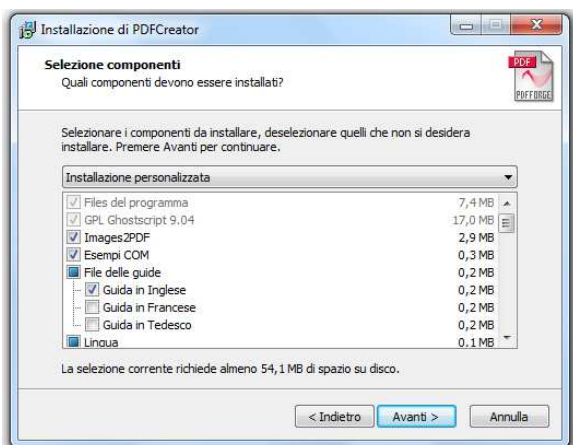 Installazione di PDFCreator
Selezione componenti
Quali componenti devono essere installati?
PDF
PDFFORGE
Selezionare i componenti da installare, deselezionare quelli che non si desidera
installare. Premere Avanti per continuare.
Installazione personalizzata
Files del programma 7,4 MB
GPL Ghostscript 9.04 17,0 MB
Images2PDF 2,9 MB
Esempi COM 0,3 MB
File delle guide 0,2 MB
Guida in Inglese 0,2 MB
Guida in Francese 0,2 MB
Guida in Tedesco 0,2 MB
Lingua 0.1 MB
La selezione corrente richiede almeno 54,1 MB di spazio su disco.
< Indietro Avanti > Annulla